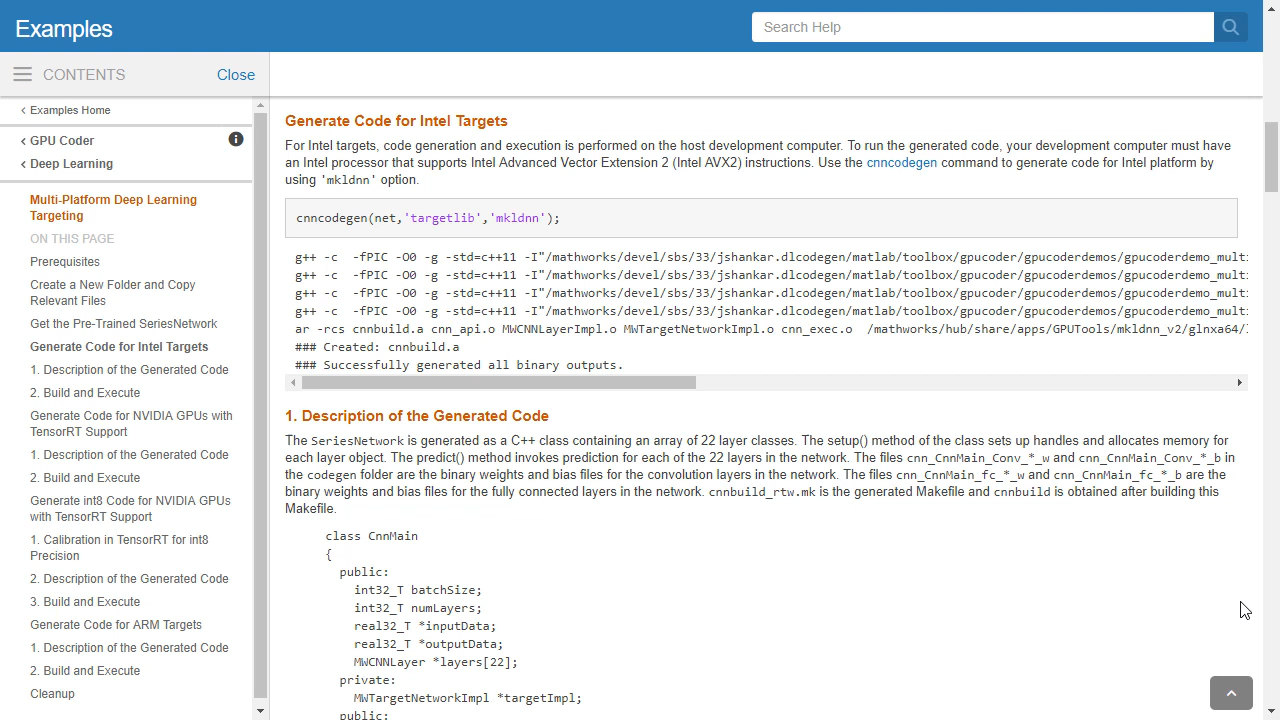 Examples
Search Help
CONTENTS
Close
Examples Home
GPU Coder
Deep Learning
Multi-Platform Deep Learning
Targeting
ON THIS PAGE
Prerequisites
Create a New Folder and Copy
Relevant Files
Get the Pre-Trained SeriesNetwork
Generate Code for Intel Targets
1. Description of the Generated Code
2. Build and Execute
Generate Code for NVIDIA GPUs with
TensorRT Support
1. Description of the Generated Code
2. Build and Execute
Generate int8 Code for NVIDIA GPUs
with TensorRT Support
1. Calibration in TensorRT for int8
Precision
2. Description of the Generated Code
3. Build and Execute
Generate Code for ARM Targets
1. Description of the Generated Code
2. Build and Execute
Cleanup
Generate Code for Intel Targets
For Intel targets, code generation and execution is performed on the host development computer. To run the generated code, your development computer must have
an Intel processor that supports Intel Advanced Vector Extension 2 (Intel AVX2) instructions. Use the cnncodegen command to generate code for Intel platform by
using 'mkldnn' option.
cnncodegen(net,'targetlib','mkldnn');
g++ -c  -fPIC -O0 -g -std=c++11 -I"/mathworks/devel/sbs/33/jshankar.dlcodegen/matlab/toolbox/gpucoder/gpucoderdemos/gpucoderdemo_multi
g++ -c  -fPIC -O0 -g -std=c++11 -I"/mathworks/devel/sbs/33/jshankar.dlcodegen/matlab/toolbox/gpucoder/gpucoderdemos/gpucoderdemo_multi
g++ -c  -fPIC -O0 -g -std=c++11 -I"/mathworks/devel/sbs/33/jshankar.dlcodegen/matlab/toolbox/gpucoder/gpucoderdemos/gpucoderdemo_multi
g++ -c  -fPIC -O0 -g -std=c++11 -I"/mathworks/devel/sbs/33/jshankar.dlcodegen/matlab/toolbox/gpucoder/gpucoderdemos/gpucoderdemo_multi
ar -rcs cnnbuild.a cnn_api.o MWCNNLayerImpl.o MWTargetNetworkImpl.o cnn_exec.o  /mathworks/hub/share/apps/GPUTools/mkldnn_v2/glnxa64/
### Created: cnnbuild.a
### Successfully generated all binary outputs.
1. Description of the Generated Code
The SeriesNetwork is generated as a C++ class containing an array of 22 layer classes. The setup() method of the class sets up handles and allocates memory for
each layer object. The predict() method invokes prediction for each of the 22 layers in the network. The files cnn_CnnMain_Conv_*_w and cnn_CnnMain_Conv_*_b in
the codegen folder are the binary weights and bias files for the convolution layers in the network. The files cnn_CnnMain_fc_*_w and cnn_CnnMain_fc_*_b are the
binary weights and bias files for the fully connected layers in the network. cnnbuild_rtw.mk is the generated Makefile and cnnbuild is obtained after building this
Makefile.
class CnnMain
{
public:
int32_T batchSize;
int32_T numLayers;
real32_T *inputData;
real32_T *outputData;
MWCNNLayer *layers[22];
private:
MWTargetNetworkImpl *targetImpl;
public: